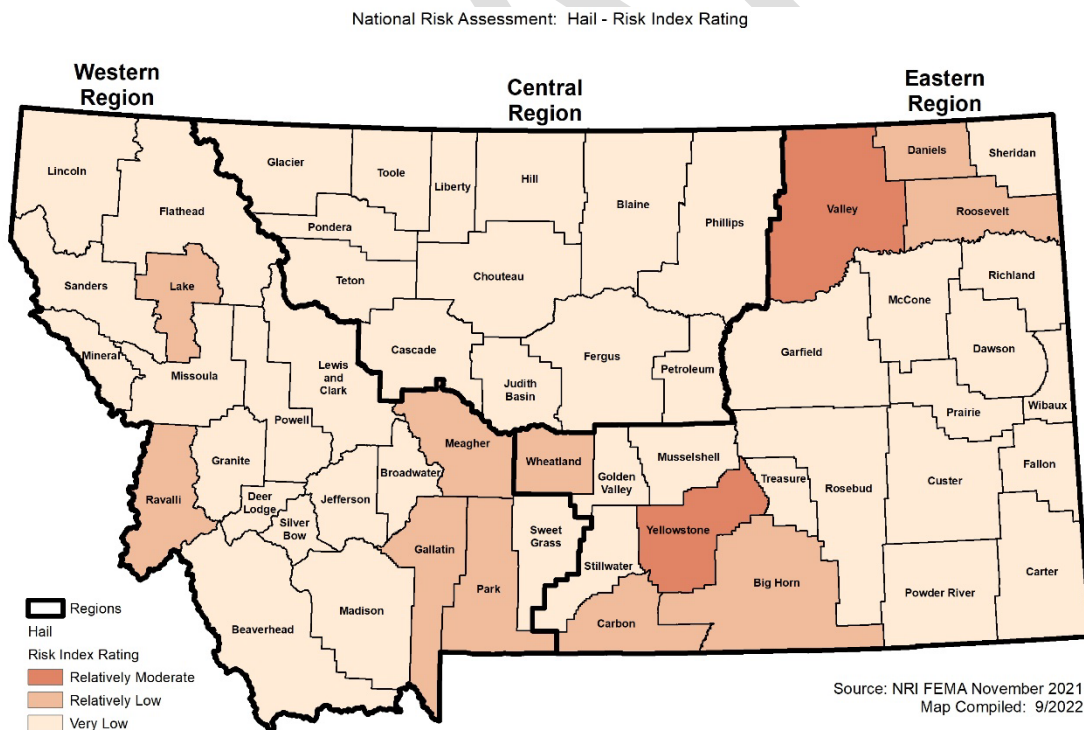 National Risk Assessment: Hail - Risk Index Rating
Western
Region
Central
Region
Eastern
Region
Lincoln
Flathead
Glacier
Toole
Liberty
Hill
Blaine
Phillips
Valley
Daniels
Sheridan
Roosevelt
Pondera
Teton
Chouteau
Sanders
Lake
Richland
McCone
Mineral
Missoula
Lewis
and
Clark
Cascade
Judith
Basin
Fergus
Petroleum
Garfield
Dawson
Prairie
Wibaux
Powell
Granite
Ravalli
Deer
Lodge
Silver
Bow
Jefferson
Broadwater
Meagher
Wheatland
Golden
Valley
Musselshell
Treasure
Rosebud
Custer
Fallon
Yellowstone
Sweet
Grass
Stillwater
Gallatin
Park
Big Horn
Carter
Powder River
Carbon
Madison
Beaverhead
Regions
Hail
Risk Index Rating
Relatively Moderate
Relatively Low
Very Low
Source: NRI FEMA November 2021
Map Compiled: 9/2022